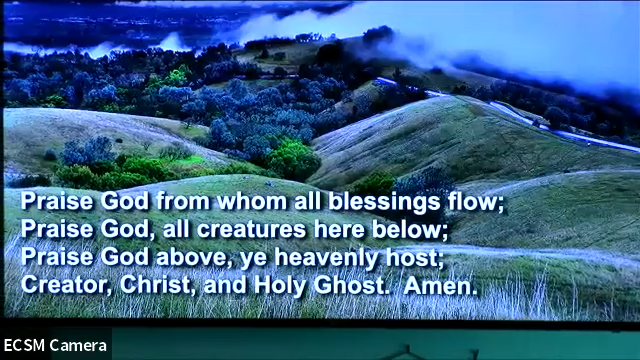 Praise God from whom all blessings flow;
Praise God, all creatures here below;
Praise God above, ye heavenly host;
Creator, Christ, and Holy Ghost. Amen.
ECSM Camera